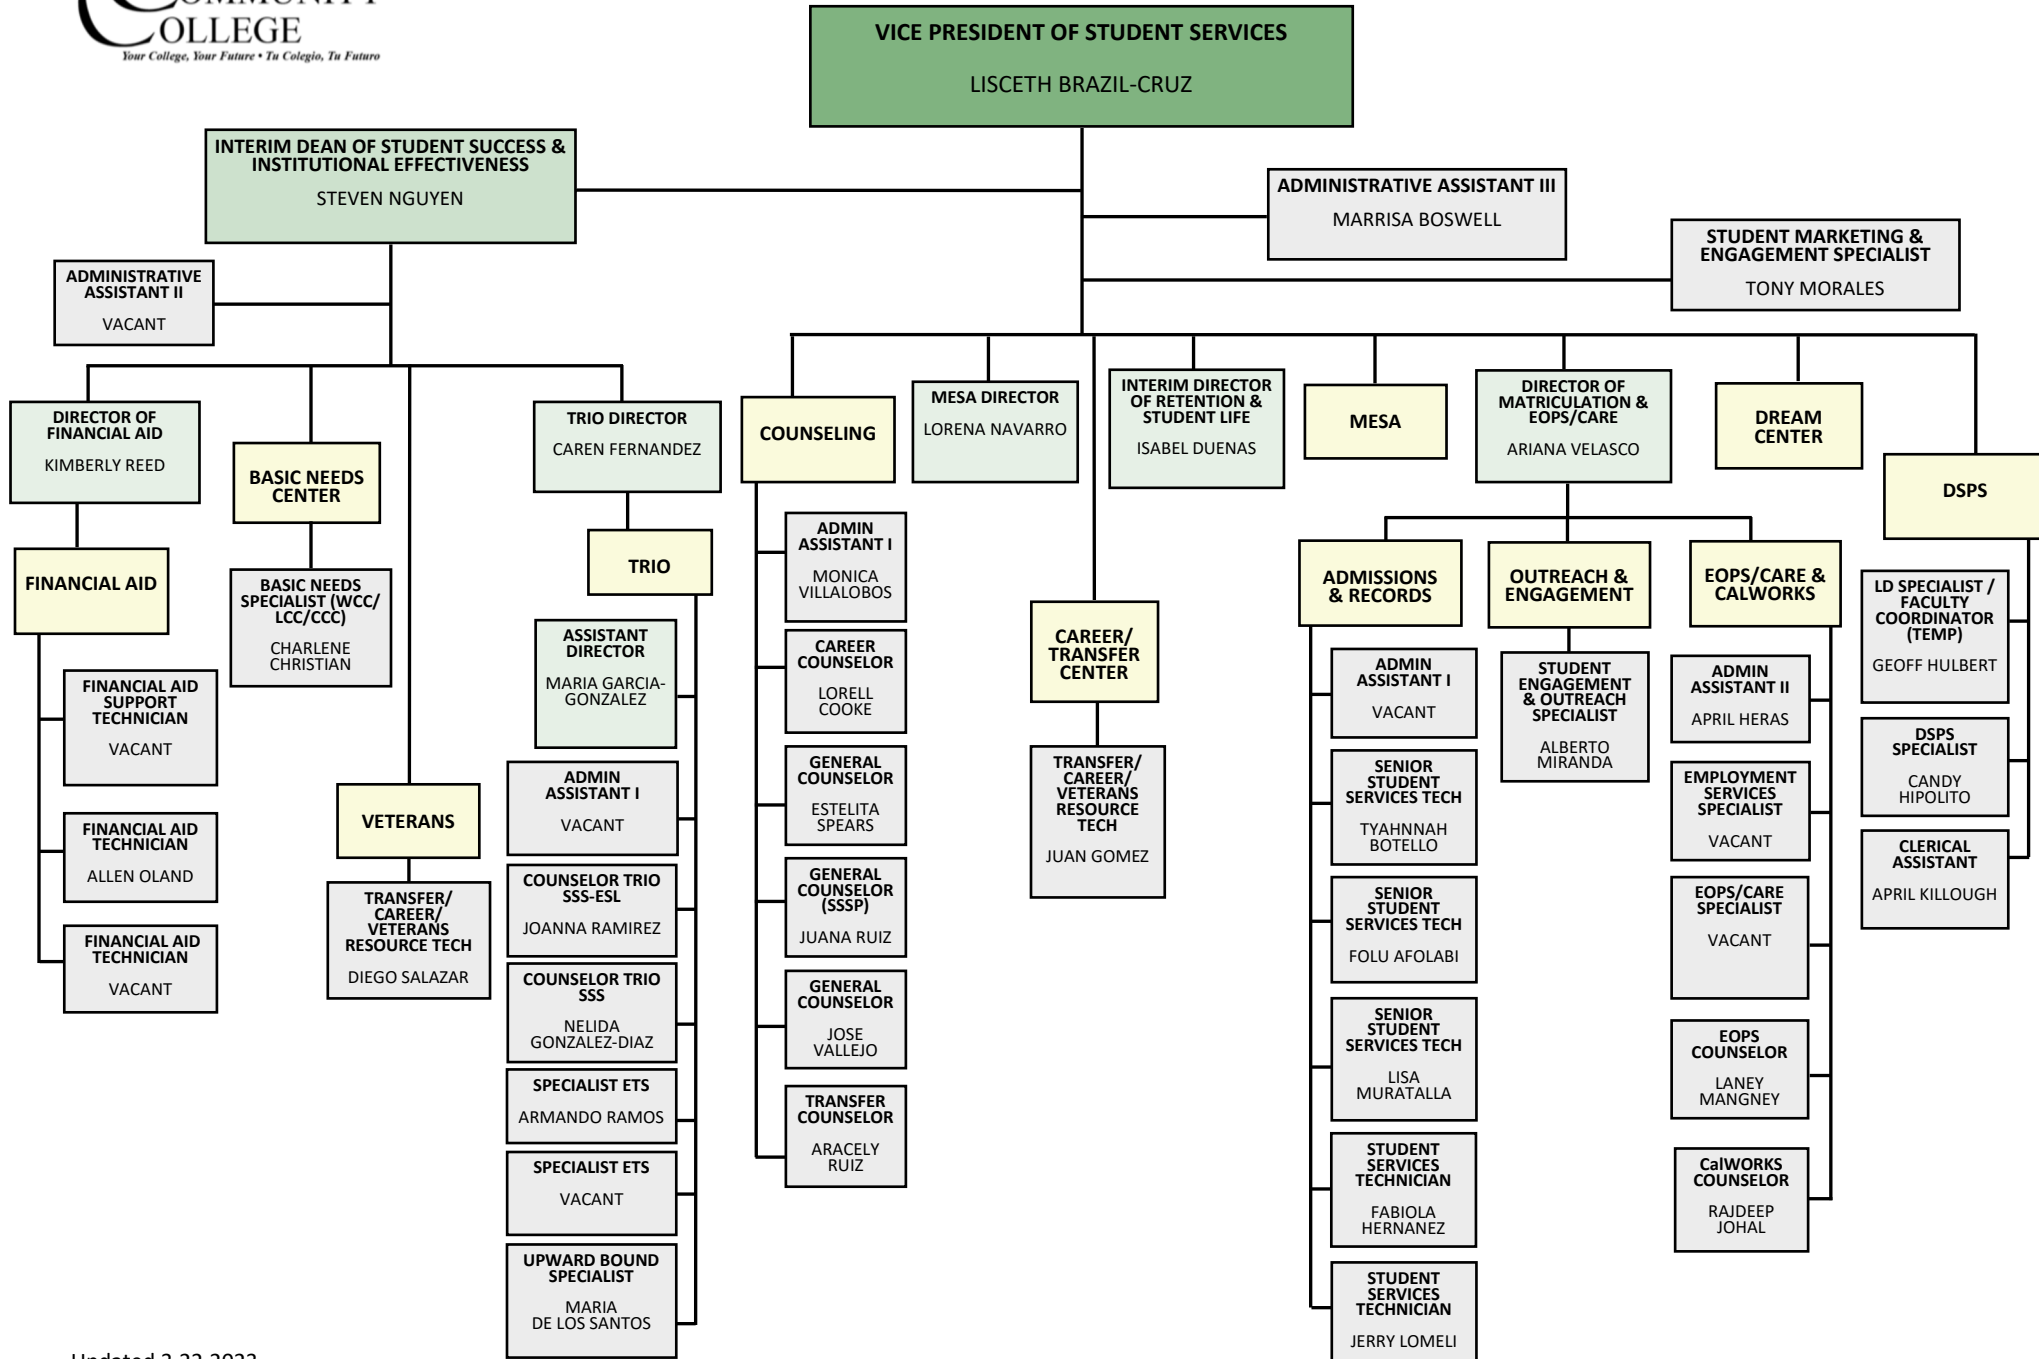 COLLEGE
Your College, Your Future • Tu Colegio, Tu Futuro
VICE PRESIDENT OF STUDENT SERVICES
LISCETH BRAZIL-CRUZ
INTERIM DEAN OF STUDENT SUCCESS &
INSTITUTIONAL EFFECTIVENESS
STEVEN NGUYEN
ADMINISTRATIVE ASSISTANT III
MARRISA BOSWELL
STUDENT MARKETING &
ENGAGEMENT SPECIALIST
TONY MORALES
ADMINISTRATIVE
ASSISTANT II
VACANT
DIRECTOR OF
FINANCIAL AID
KIMBERLY REED
FINANCIAL AID
FINANCIAL AID
SUPPORT
TECHNICIAN
VACANT
FINANCIAL AID
TECHNICIAN
ALLEN OLAND
FINANCIAL AID
TECHNICIAN
VACANT
BASIC NEEDS
CENTER
BASIC NEEDS
SPECIALIST (WCC/
LCC/CCC)
CHARLENE
CHRISTIAN
VETERANS
TRANSFER/
CAREER/
VETERANS
RESOURCE TECH
DIEGO SALAZAR
TRIO DIRECTOR
CAREN FERNANDEZ
TRIO
ASSISTANT
DIRECTOR
MARIA GARCIA-
GONZALEZ
ADMIN
ASSISTANT I
VACANT
COUNSELOR TRIO
SSS-ESL
JOANNA RAMIREZ
COUNSELOR TRIO
SSS
NELIDA
GONZALEZ-DIAZ
SPECIALIST ETS
ARMANDO RAMOS
SPECIALIST ETS
VACANT
UPWARD BOUND
SPECIALIST
MARIA
DE LOS SANTOS
COUNSELING
ADMIN
ASSISTANT I
MONICA
VILLALOBOS
CAREER
COUNSELOR
LORELL
COOKE
GENERAL
COUNSELOR
ESTELITA
SPEARS
GENERAL
COUNSELOR
(SSSP)
JUANA RUIZ
GENERAL
COUNSELOR
JOSE
VALLEJO
TRANSFER
COUNSELOR
ARACELY
RUIZ
MESA DIRECTOR
LORENA NAVARRO
CAREER/
TRANSFER
CENTER
TRANSFER/
CAREER/
VETERANS
RESOURCE
TECH
JUAN GOMEZ
INTERIM DIRECTOR
OF RETENTION &
STUDENT LIFE
ISABEL DUENAS
MESA
DIRECTOR OF
MATRICULATION &
EOPS/CARE
ARIANA VELASCO
ADMISSIONS
& RECORDS
ADMIN
ASSISTANT I
VACANT
SENIOR
STUDENT
SERVICES TECH
TYAHNNAH
BOTELLO
SENIOR
STUDENT
SERVICES TECH
FOLU AFOLABI
SENIOR
STUDENT
SERVICES TECH
LISA
MURATALLA
STUDENT
SERVICES
TECHNICIAN
FABIOLA
HERNANEZ
STUDENT
SERVICES
TECHNICIAN
JERRY LOMELI
OUTREACH &
ENGAGEMENT
STUDENT
ENGAGEMENT
& OUTREACH
SPECIALIST
ALBERTO
MIRANDA
EOPS/CARE &
CALWORKS
ADMIN
ASSISTANT II
APRIL HERAS
EMPLOYMENT
SERVICES
SPECIALIST
VACANT
EOPS/CARE
SPECIALIST
VACANT
EOPS
COUNSELOR
LANEY
MANGNEY
CalWORKS
COUNSELOR
RAJDEEP
JOHAL
DREAM
CENTER
DSPS
LD SPECIALIST /
FACULTY
COORDINATOR
(TEMP)
GEOFF HULBERT
DSPS
SPECIALIST
CANDY
HIPOLITO
CLERICAL
ASSISTANT
APRIL KILLOUGH